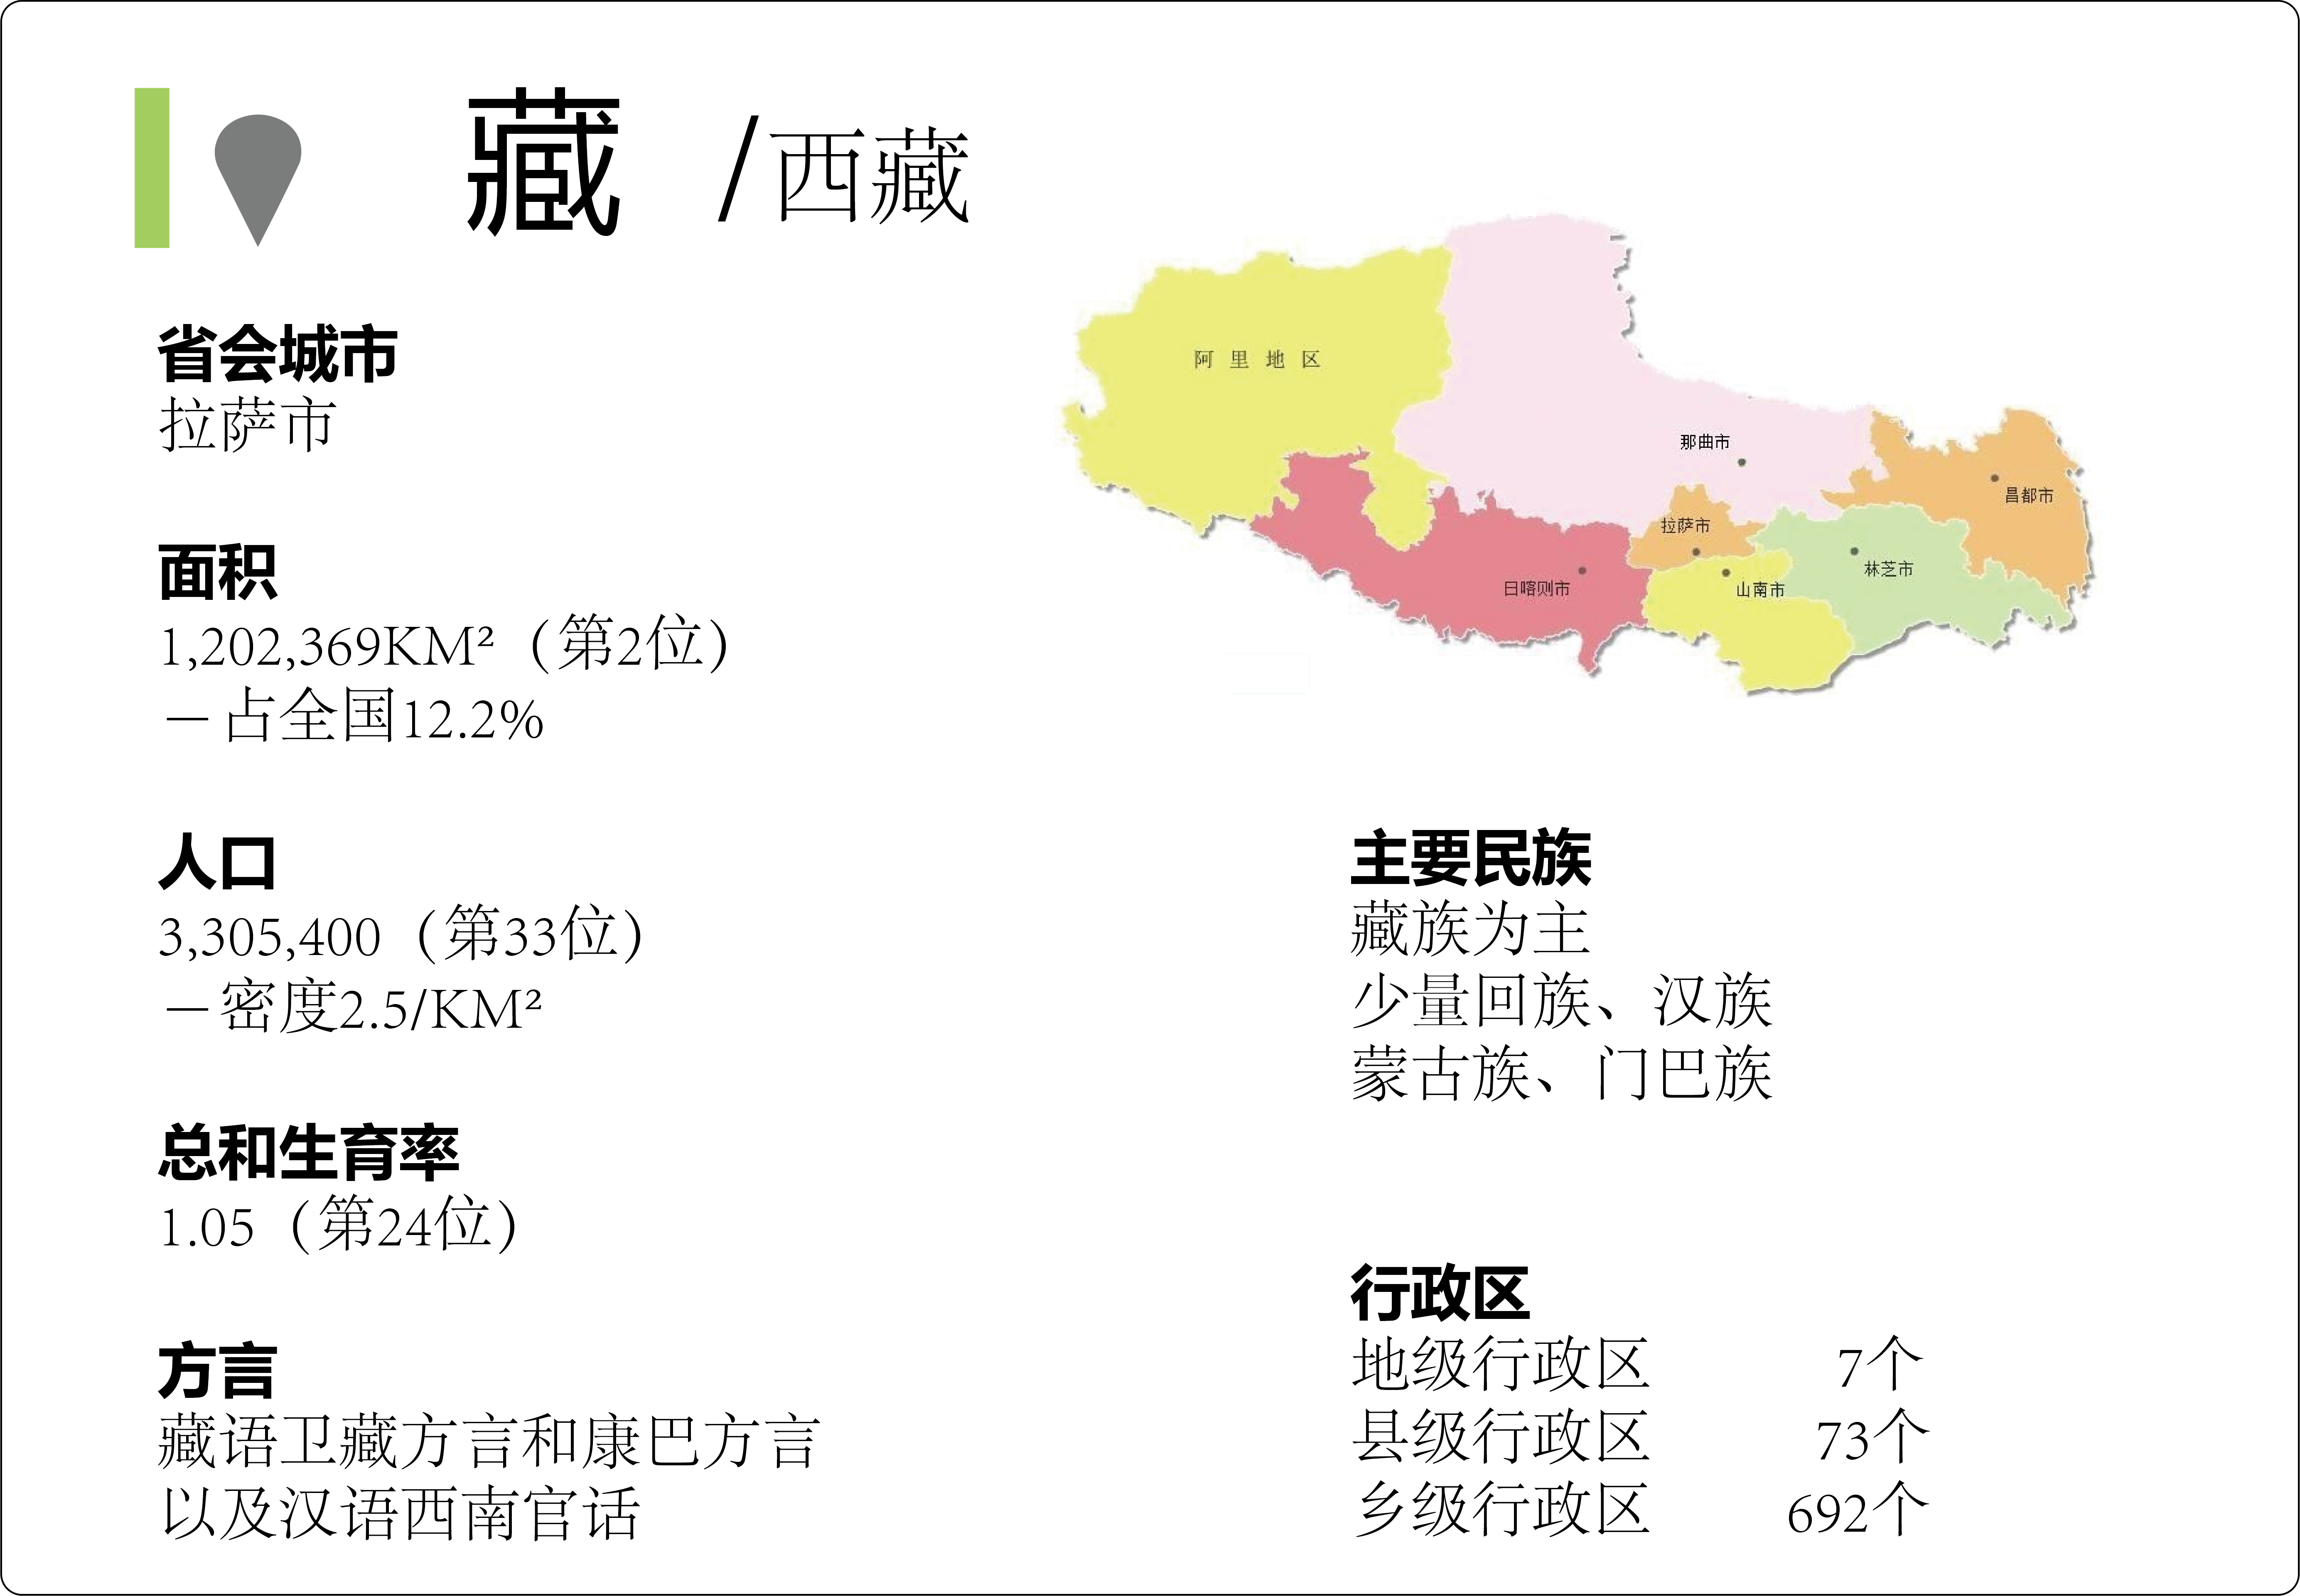 藏 /西藏
省会城市
拉萨市
面积
1,202,369KM²（第2位）
－占全国12.2%
人口
3,305,400（第33位）
－密度2.5/KM²
总和生育率
1.05（第24位）
方言
藏语卫藏方言和康巴方言
以及汉语西南官话
阿里地区
那曲市
昌都市
拉萨市
林芝市
日喀则市
山南市
主要民族
藏族为主
少量回族、汉族
蒙古族、门巴族
行政区
地级行政区 7个
县级行政区 73个
乡级行政区 692个